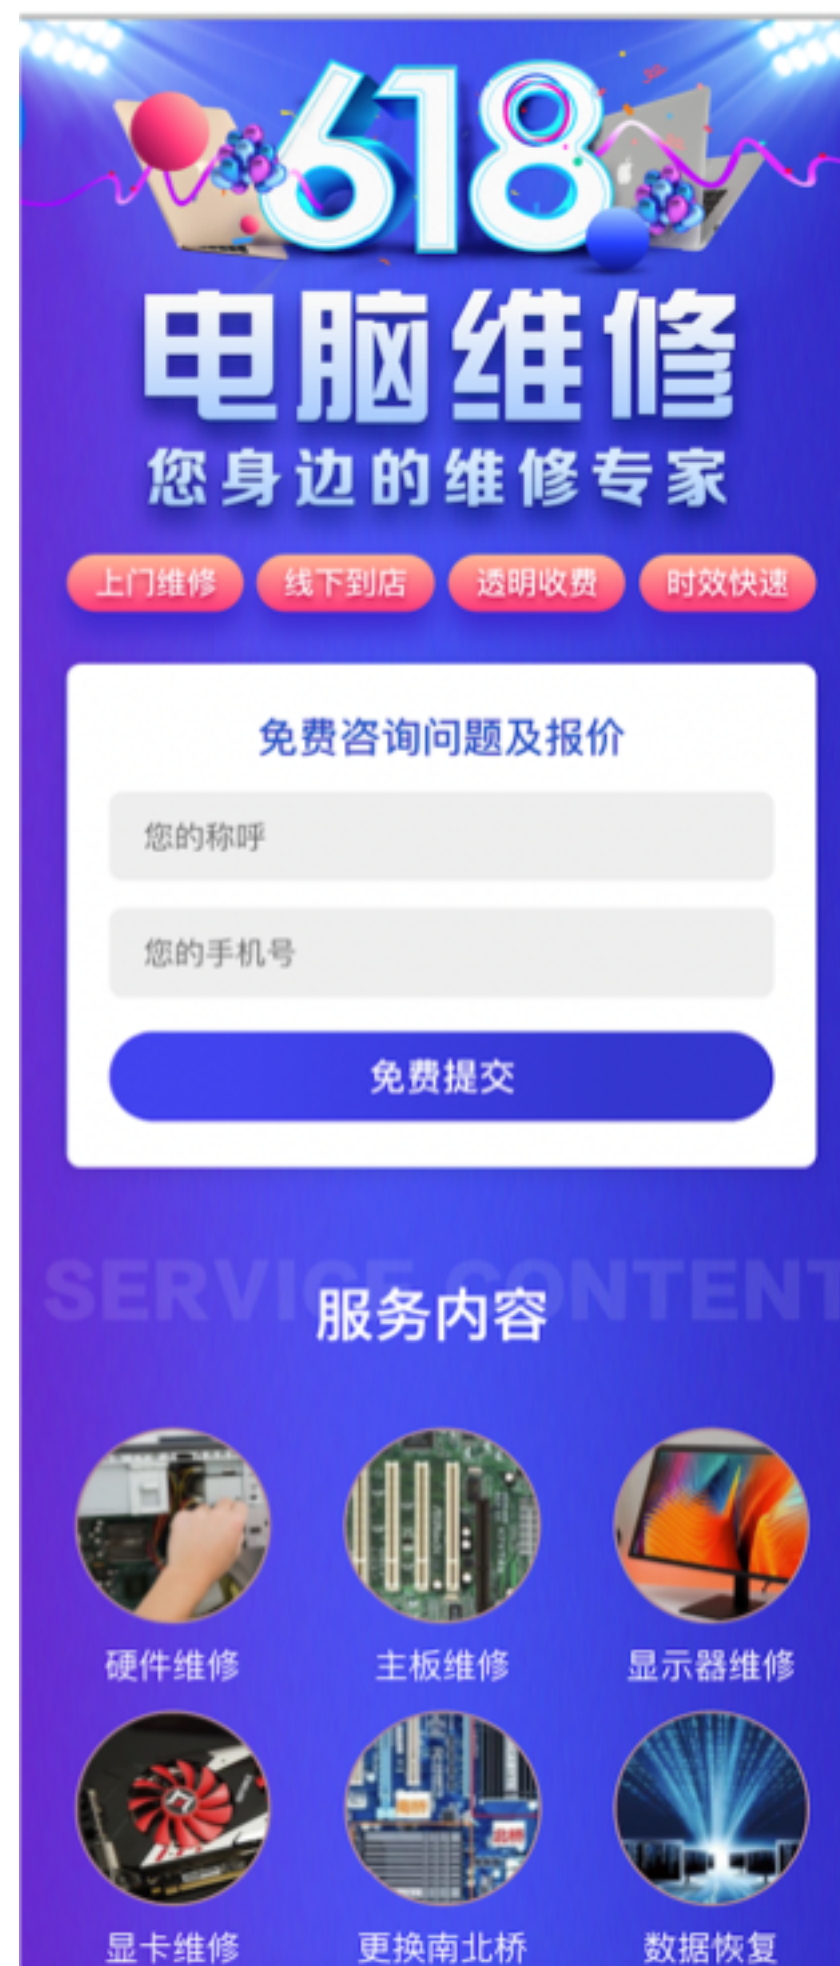 618
电脑维修
您身边的维修专家
上门维修 线下到店 透明收费 时效快速
免费咨询问题及报价
您的称呼
您的手机号
免费提交
SERVICE CONTENT
服务内容
硬件维修 主板维修 显示器维修
北桥
显卡维修 更换南北桥 数据恢复